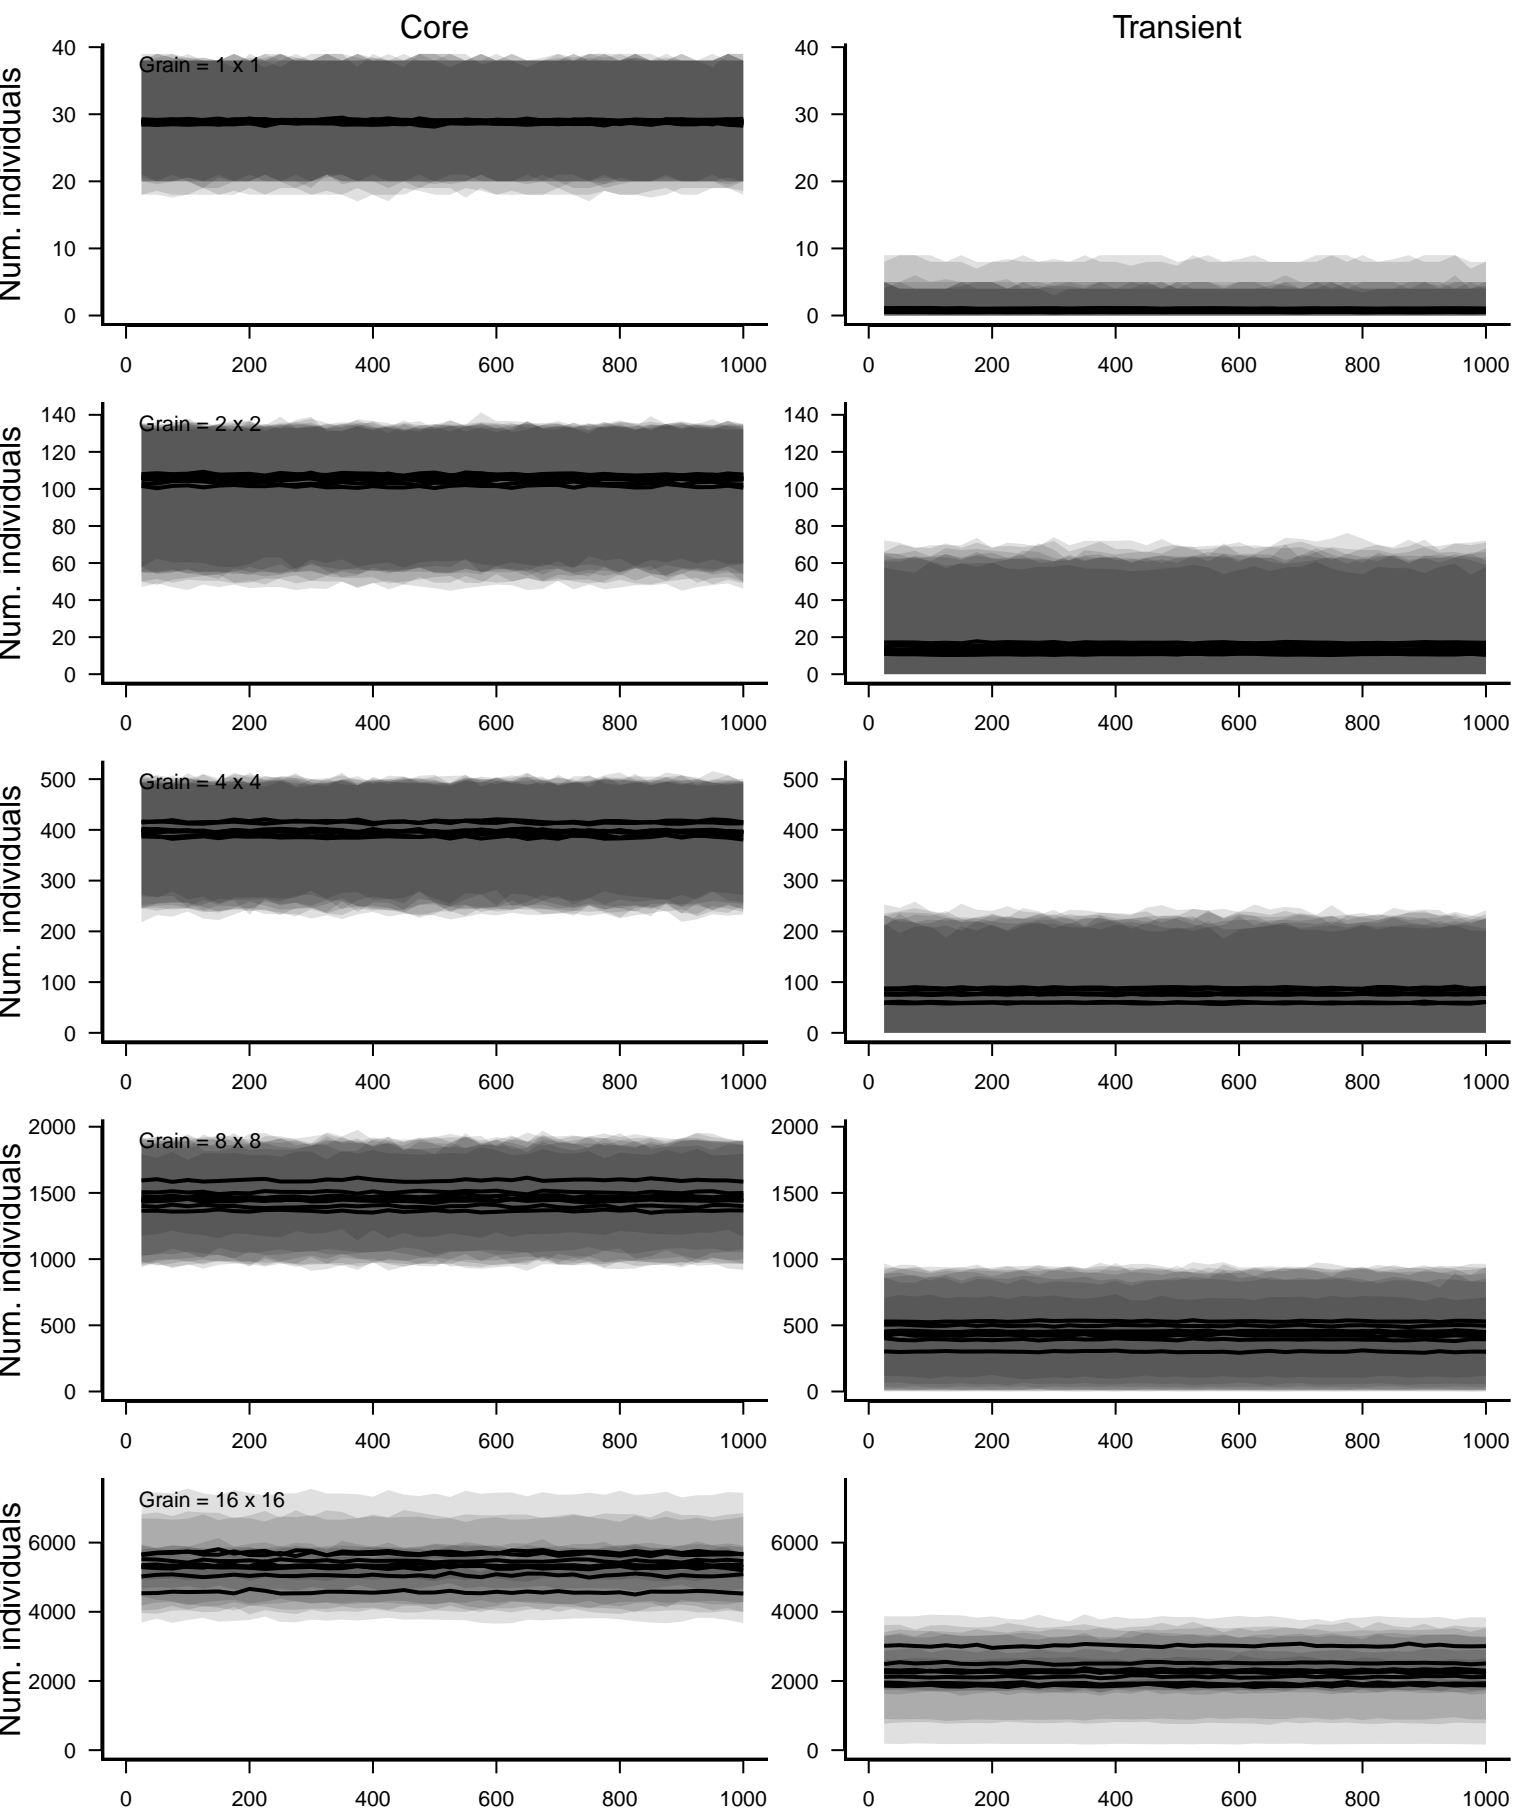 Core Transient
Num. individuals
40 30 20 10 0
Grain = 1 x 1
0 200 400 600 800 1000
40 30 20 10 0
0 200 400 600 800 1000
Num. individuals
140 120 100 80 60 40 20 0
Grain = 2 x 2
0 200 400 600 800 1000
140 120 100 80 60 40 20 0
0 200 400 600 800 1000
Num. individuals
500 400 300 200 100 0
Grain = 4 x 4
0 200 400 600 800 1000
500 400 300 200 100 0
0 200 400 600 800 1000
Num. individuals
2000 1500 1000 500 0
Grain = 8 x 8
0 200 400 600 800 1000
2000 1500 1000 500 0
0 200 400 600 800 1000
Num. individuals
6000 4000 2000 0
Grain = 16 x 16
0 200 400 600 800 1000
6000 4000 2000 0
0 200 400 600 800 1000